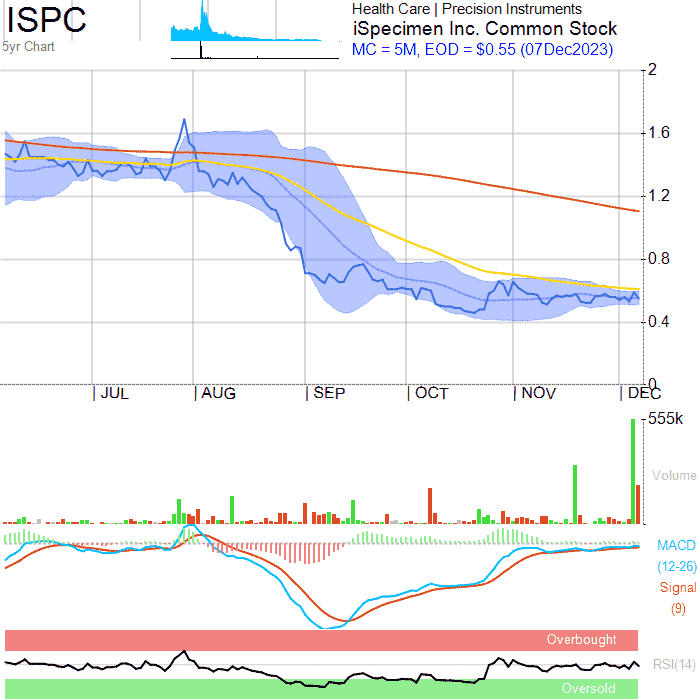 ISPC
5yr Chart
Health Care | Precision Instruments
iSpecimen Inc. Common Stock
MC = 5M, EOD = $0.55 (07Dec2023)
2
1.6
1.2
0.8
0.4
0
JUL AUG SEP OCT NOV DEC
555k
Volume
MACD
(12-26)
Signal
(9)
Overbought
RSI(14)
Oversold